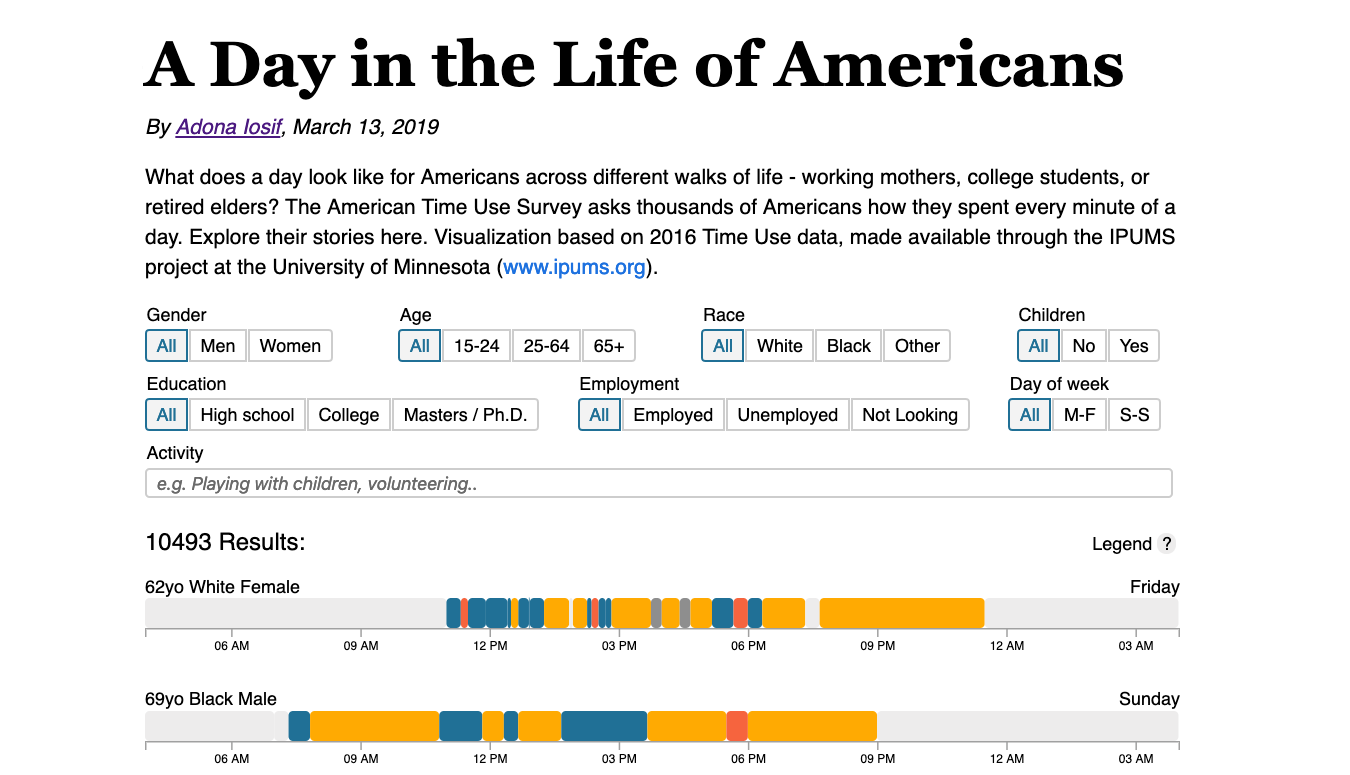 A Day in the Life of Americans
By Adona Iosif, March 13, 2019
What does a day look like for Americans across different walks of life - working mothers, college students, or
retired elders? The American Time Use Survey asks thousands of Americans how they spent every minute of a
day. Explore their stories here. Visualization based on 2016 Time Use data, made available through the IPUMS
project at the University of Minnesota (www.ipums.org).
Gender Age Race Children
All Men Women All 15-24 25-64 65+ All White Black Other All No Yes
Education Employment Day of week
All High school College Masters / Ph.D. All Employed Unemployed Not Looking All M-F S-S
Activity
e.g. Playing with children, volunteering..
10493 Results: Legend ?
62yo White Female Friday
06 AM 09 AM 12 PM 03 PM 06 PM 09 PM 12 AM 03 AM
69yo Black Male Sunday
06 AM 09 AM 12 PM 03 PM 06 PM 09 PM 12 AM 03 AM